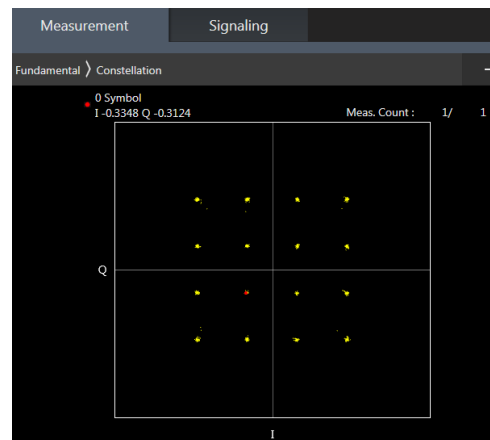 Measurement Signaling
Fundamental 〉 Constellation
0 Symbol
I -0.3348 Q -0.3124 Meas. Count : 1/ 1
Q
I